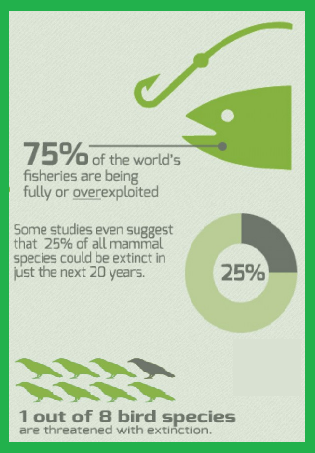 75% of the world's
fisheries are being
fully or overexploited
Some studies even suggest
that 25% of all mammal
species could be extinct in
just the next 20 years.
25%
1 out of 8 bird species
are threatened with extinction.